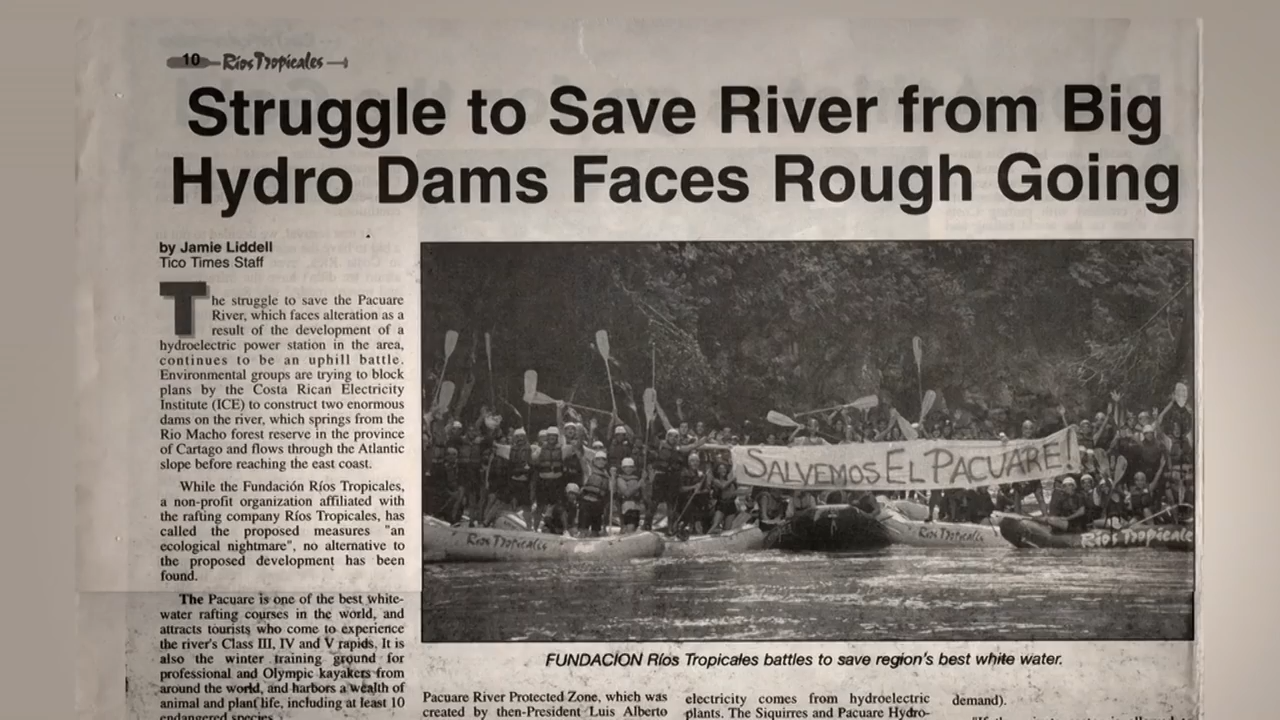 10 Ríos Tropicales
Struggle to Save River from Big
Hydro Dams Faces Rough Going
by Jamie Liddell
Tico Times Staff
The struggle to save the Pacuare
River, which faces alteration as a
result of the development of a
hydroelectric power station in the area,
continues to be an uphill battle.
Environmental groups are trying to block
plans by the Costa Rican Electricity
Institute (ICE) to construct two enormous
dams on the river, which springs from the
Rio Macho forest reserve in the province
of Cartago and flows through the Atlantic
slope before reaching the east coast.
While the Fundación Ríos Tropicales,
a non-profit organization affiliated with
the rafting company Ríos Tropicales, has
called the proposed measures "an
ecological nightmare", no alternative to
the proposed development has been
found.
The Pacuare is one of the best white-
water rafting courses in the world, and
attracts tourists who come to experience
the river's Class III, IV and V rapids. It is
also the winter training ground for
professional and Olympic kayakers from
around the world, and harbors a wealth of
animal and plant life, including at least 10
endangered species
SALVEMOS EL PACUARE!
Ríos Tropicales
Ríos Tropicales
Ríos Tropicale
FUNDACION Ríos Tropicales battles to save region's best white water.
Pacuare River Protected Zone, which was
created by then-President Luis Alberto
electricity comes from hydroelectric
plants. The Siquirres and Pacuare Hydro-
demand).